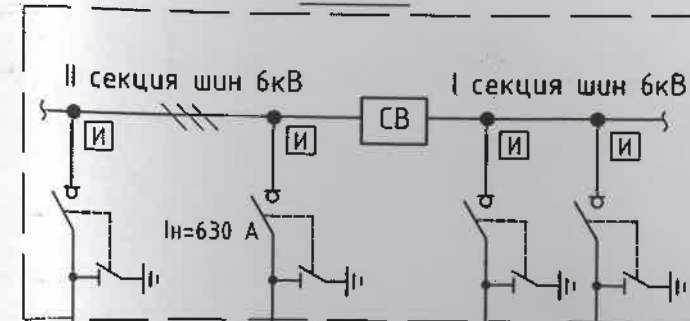 II секция шин 6кВ
I секция шин 6кВ
СВ
И
И
И
И
Iн=630 А